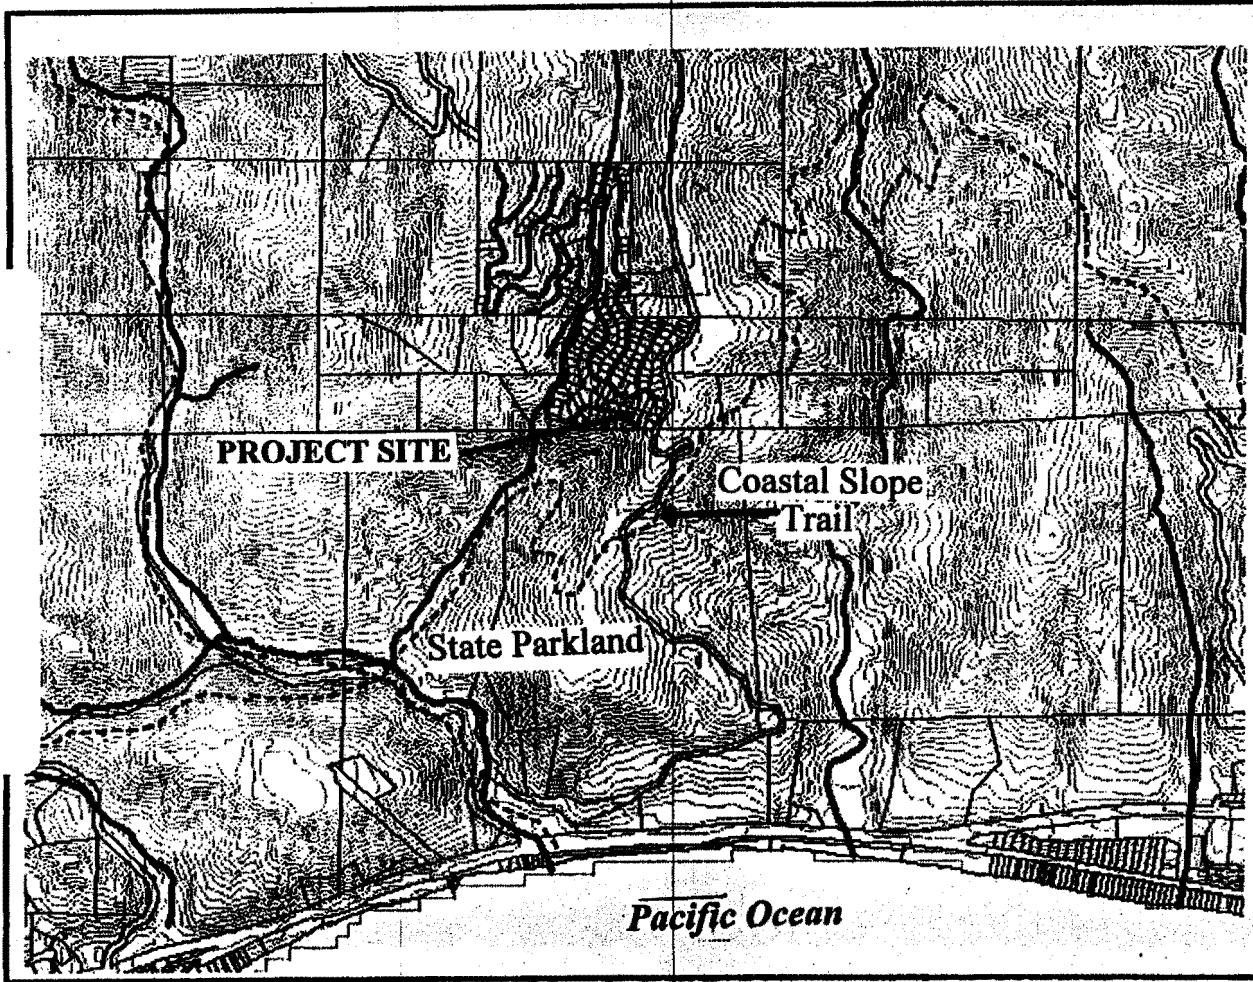 PROJECT SITE
Coastal Slope
Trail
State Parkland
Pacific Ocean